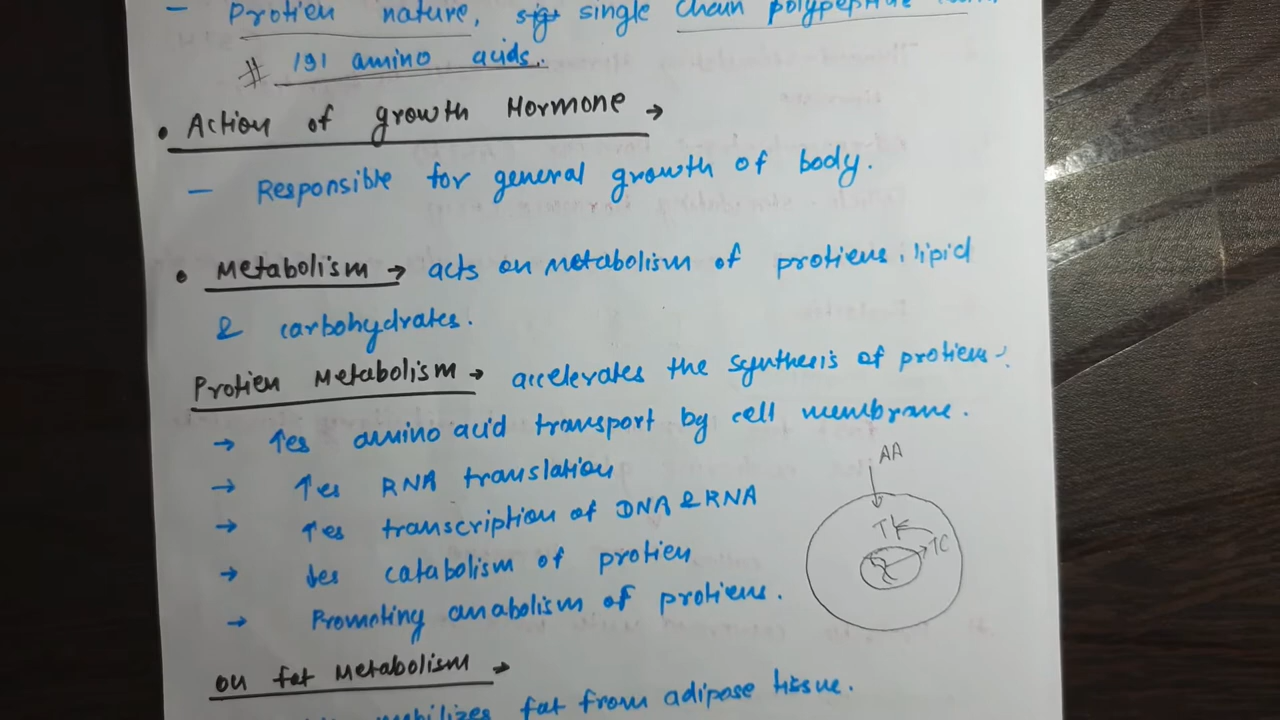 - Protien nature, single chain polypeptide
# 191 amino acids.
• Action of growth Hormone →
- Responsible for general growth of body.
• Metabolism → acts on metabolism of protiens, lipid
& carbohydrates.
Protien Metabolism → accelerates the synthesis of protiens.
→ ↑es amino acid transport by cell membrane.
→ ↑es RNA translation
→ ↑es transcription of DNA & RNA
→ ↓es catabolism of protien
→ Promoting anabolism of protiens.
AA
TL
TC
on fat Metabolism →
mobilizes fat from adipose tissue.